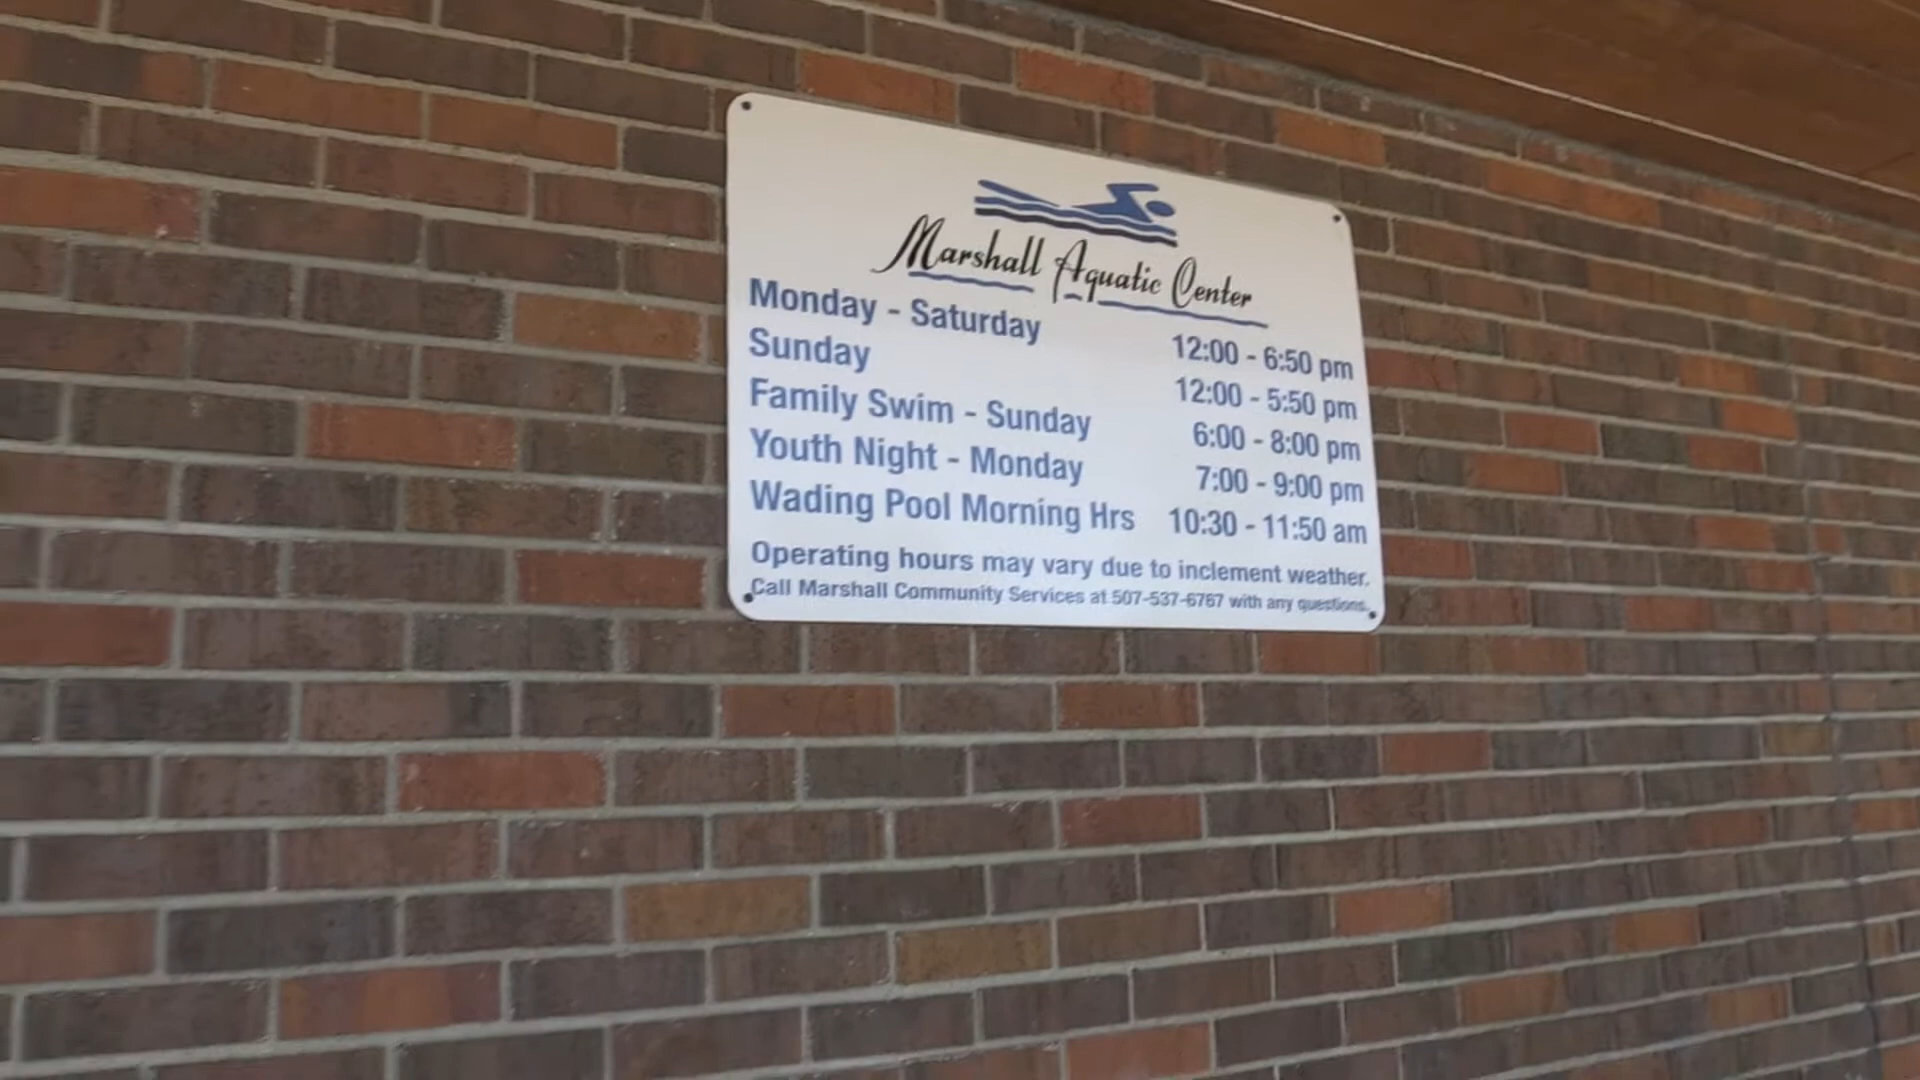 Marshall Aquatic Center
Monday - Saturday 12:00 - 6:50 pm
Sunday 12:00 - 5:50 pm
Family Swim - Sunday 6:00 - 8:00 pm
Youth Night - Monday 7:00 - 9:00 pm
Wading Pool Morning Hrs 10:30 - 11:50 am
Operating hours may vary due to inclement weather.
Call Marshall Community Services at 507-537-6767 with any questions.